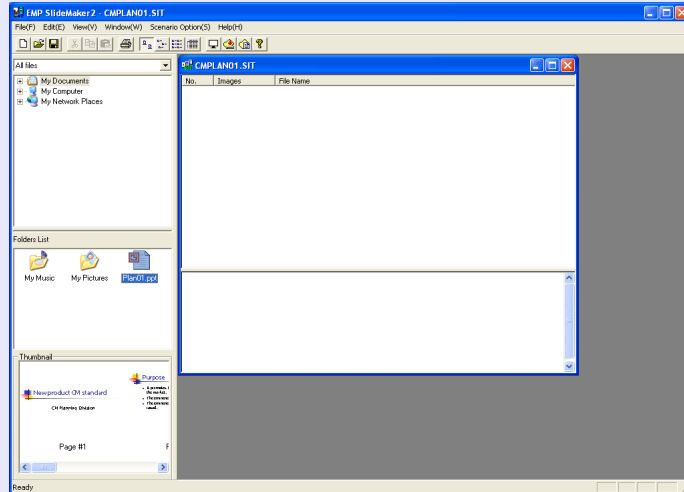 EMP SlideMaker2 - CMPLAN01.SIT
File(F) Edit(E) View(V) Window(W) Scenario Option(S) Help(H)
All files
My Documents
My Computer
My Network Places
CMPLAN01.SIT
No. Images File Name
Folders List
My Music My Pictures Plan01.ppt
Thumbnail
Purpose
the market.
Newproduct CM standard
CM Planning Division
Page #1
Ready